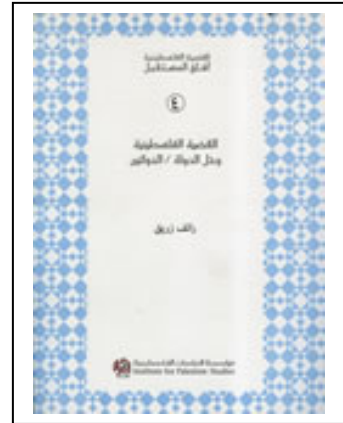 القضية الفلسطينية
آفاق المستقبل
٤
القضية الفلسطينية
وحل الدولة / الدولتين
رائف زريق
مؤسسة الدراسات الفلسطينية
Institute for Palestine Studies